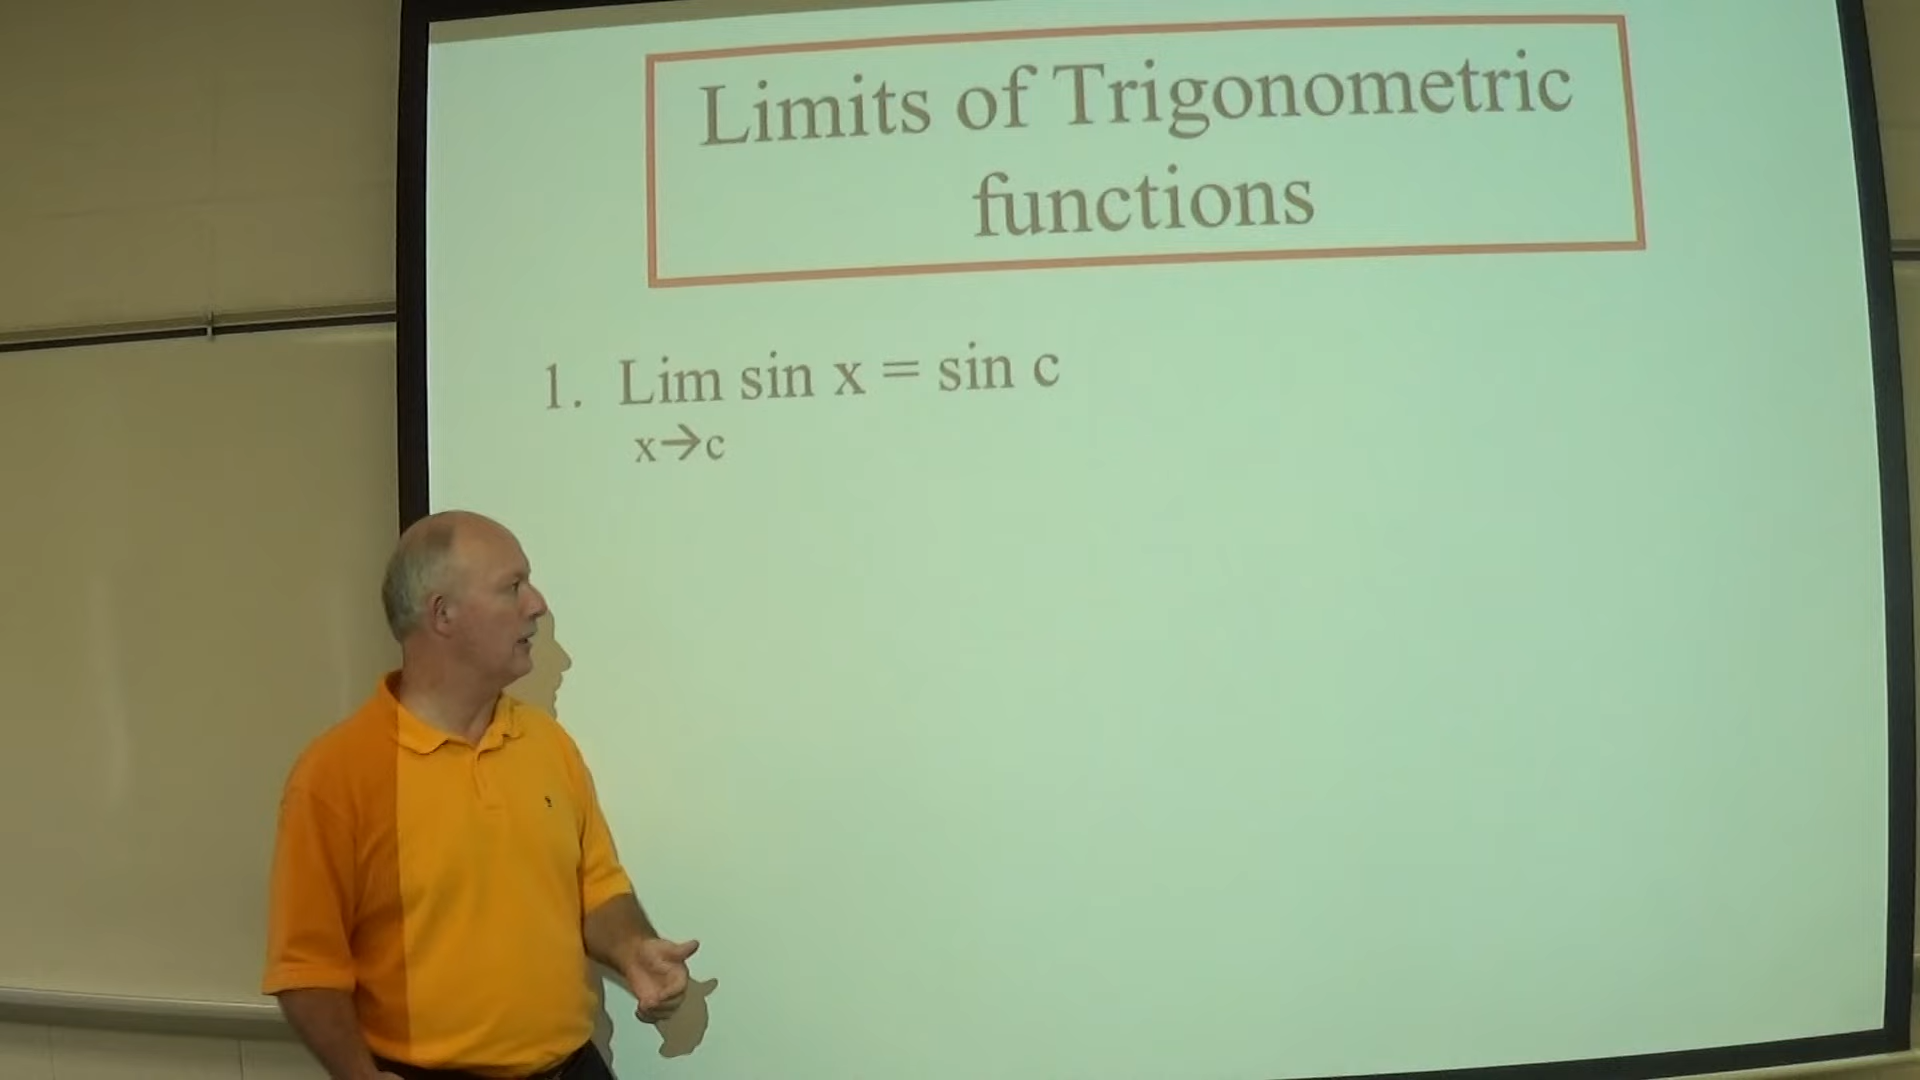 Limits of Trigonometric
functions
1. Lim sin x = sin c
x→c